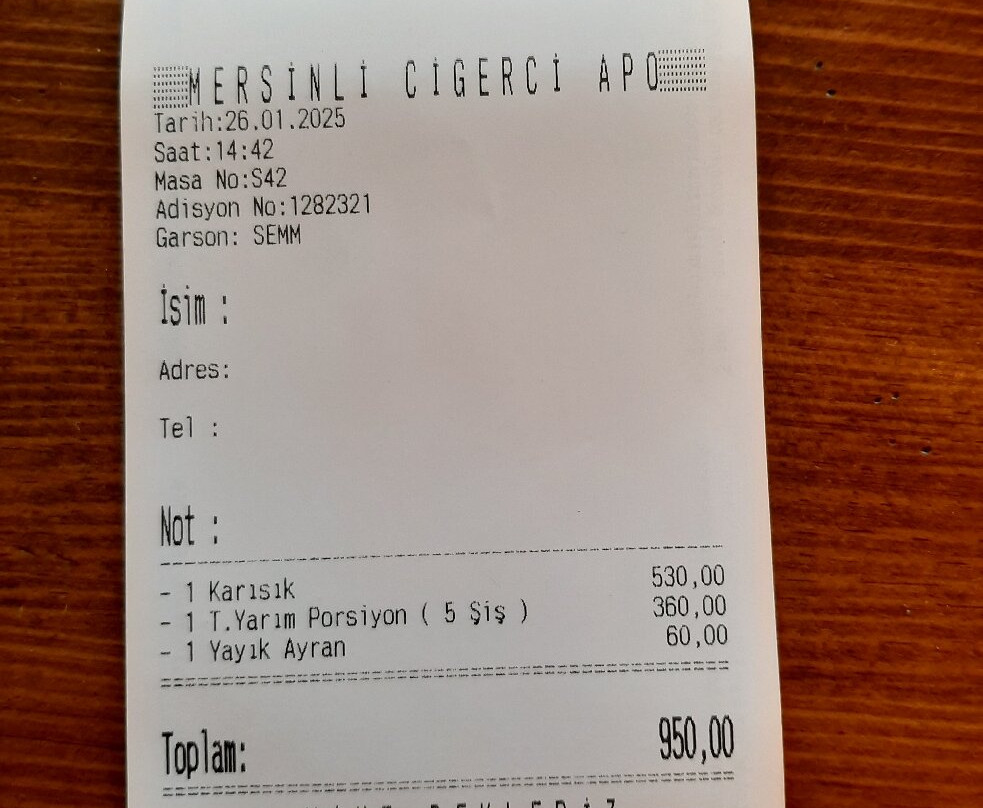 MERSİNLİ CİGERCİ APO
Tarih:26.01.2025
Saat:14:42
Masa No:S42
Adisyon No:1282321
Garson: SEMM
İsim :
Adres:
Tel :
Not :
- 1 Karısık 530,00
- 1 T.Yarım Porsiyon ( 5 Şiş ) 360,00
- 1 Yayık Ayran 60,00
Toplam: 950,00